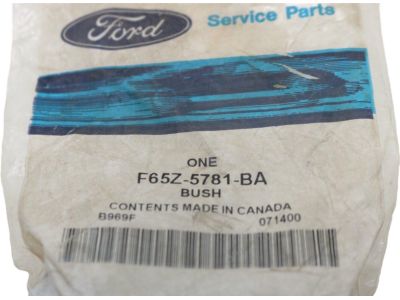 Ford
Service Parts
ONE
F65Z-5781-BA
BUSH
CONTENTS MADE IN CANADA
B969F 071400